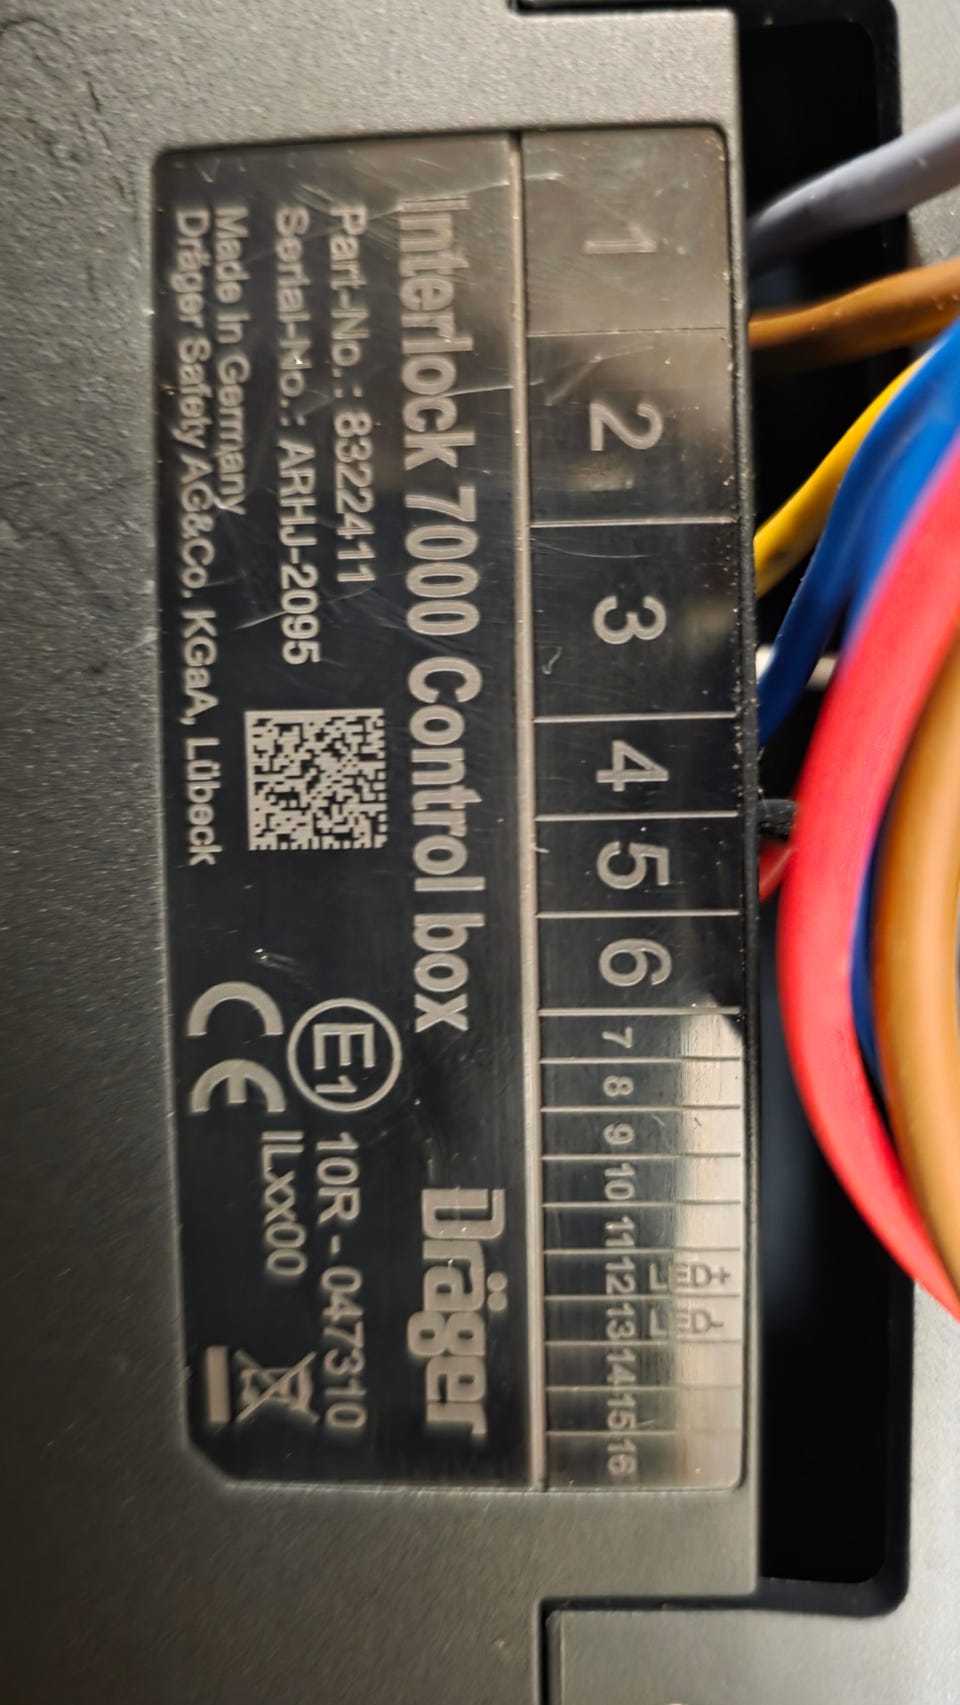 1 2 3 4 5 6 7 8 9 10 11 12 13 14 15 16
LED+ LED-
Interlock 7000 Control box
Dräger
Part-No.: 8322411
Serial-No.: ARHJ-2095
Made in Germany
Dräger Safety AG&Co. KGaA, Lübeck
E1 10R - 047310
CE ILxx00